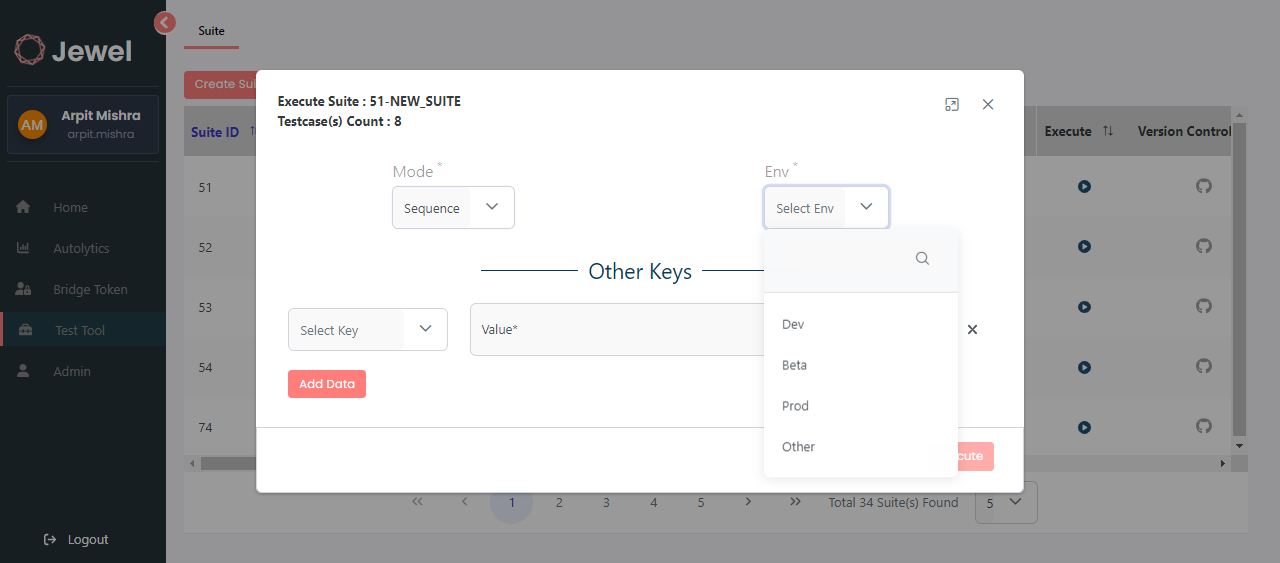 Jewel
AM
Arpit Mishra
arpit.mishra
Home
Autolytics
Bridge Token
Test Tool
Admin
Logout
Suite
Create Sui
Suite ID
Execute
Version Control
51
52
53
54
74
Execute Suite : 51-NEW_SUITE
Testcase(s) Count : 8
Mode *
Env *
Sequence
Select Env
Other Keys
Select Key
Value*
Add Data
Dev
Beta
Prod
Other
cute
1 2 3 4 5
Total 34 Suite(s) Found
5